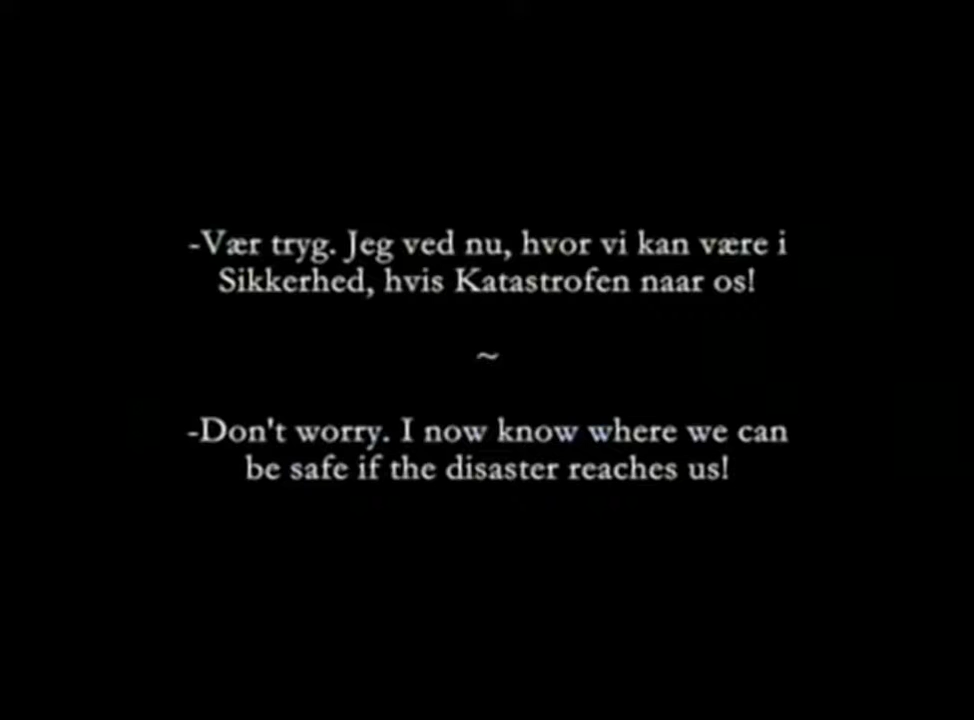 -Vær tryg. Jeg ved nu, hvor vi kan være i
Sikkerhed, hvis Katastrofen naar os!
~
-Don't worry. I now know where we can
be safe if the disaster reaches us!